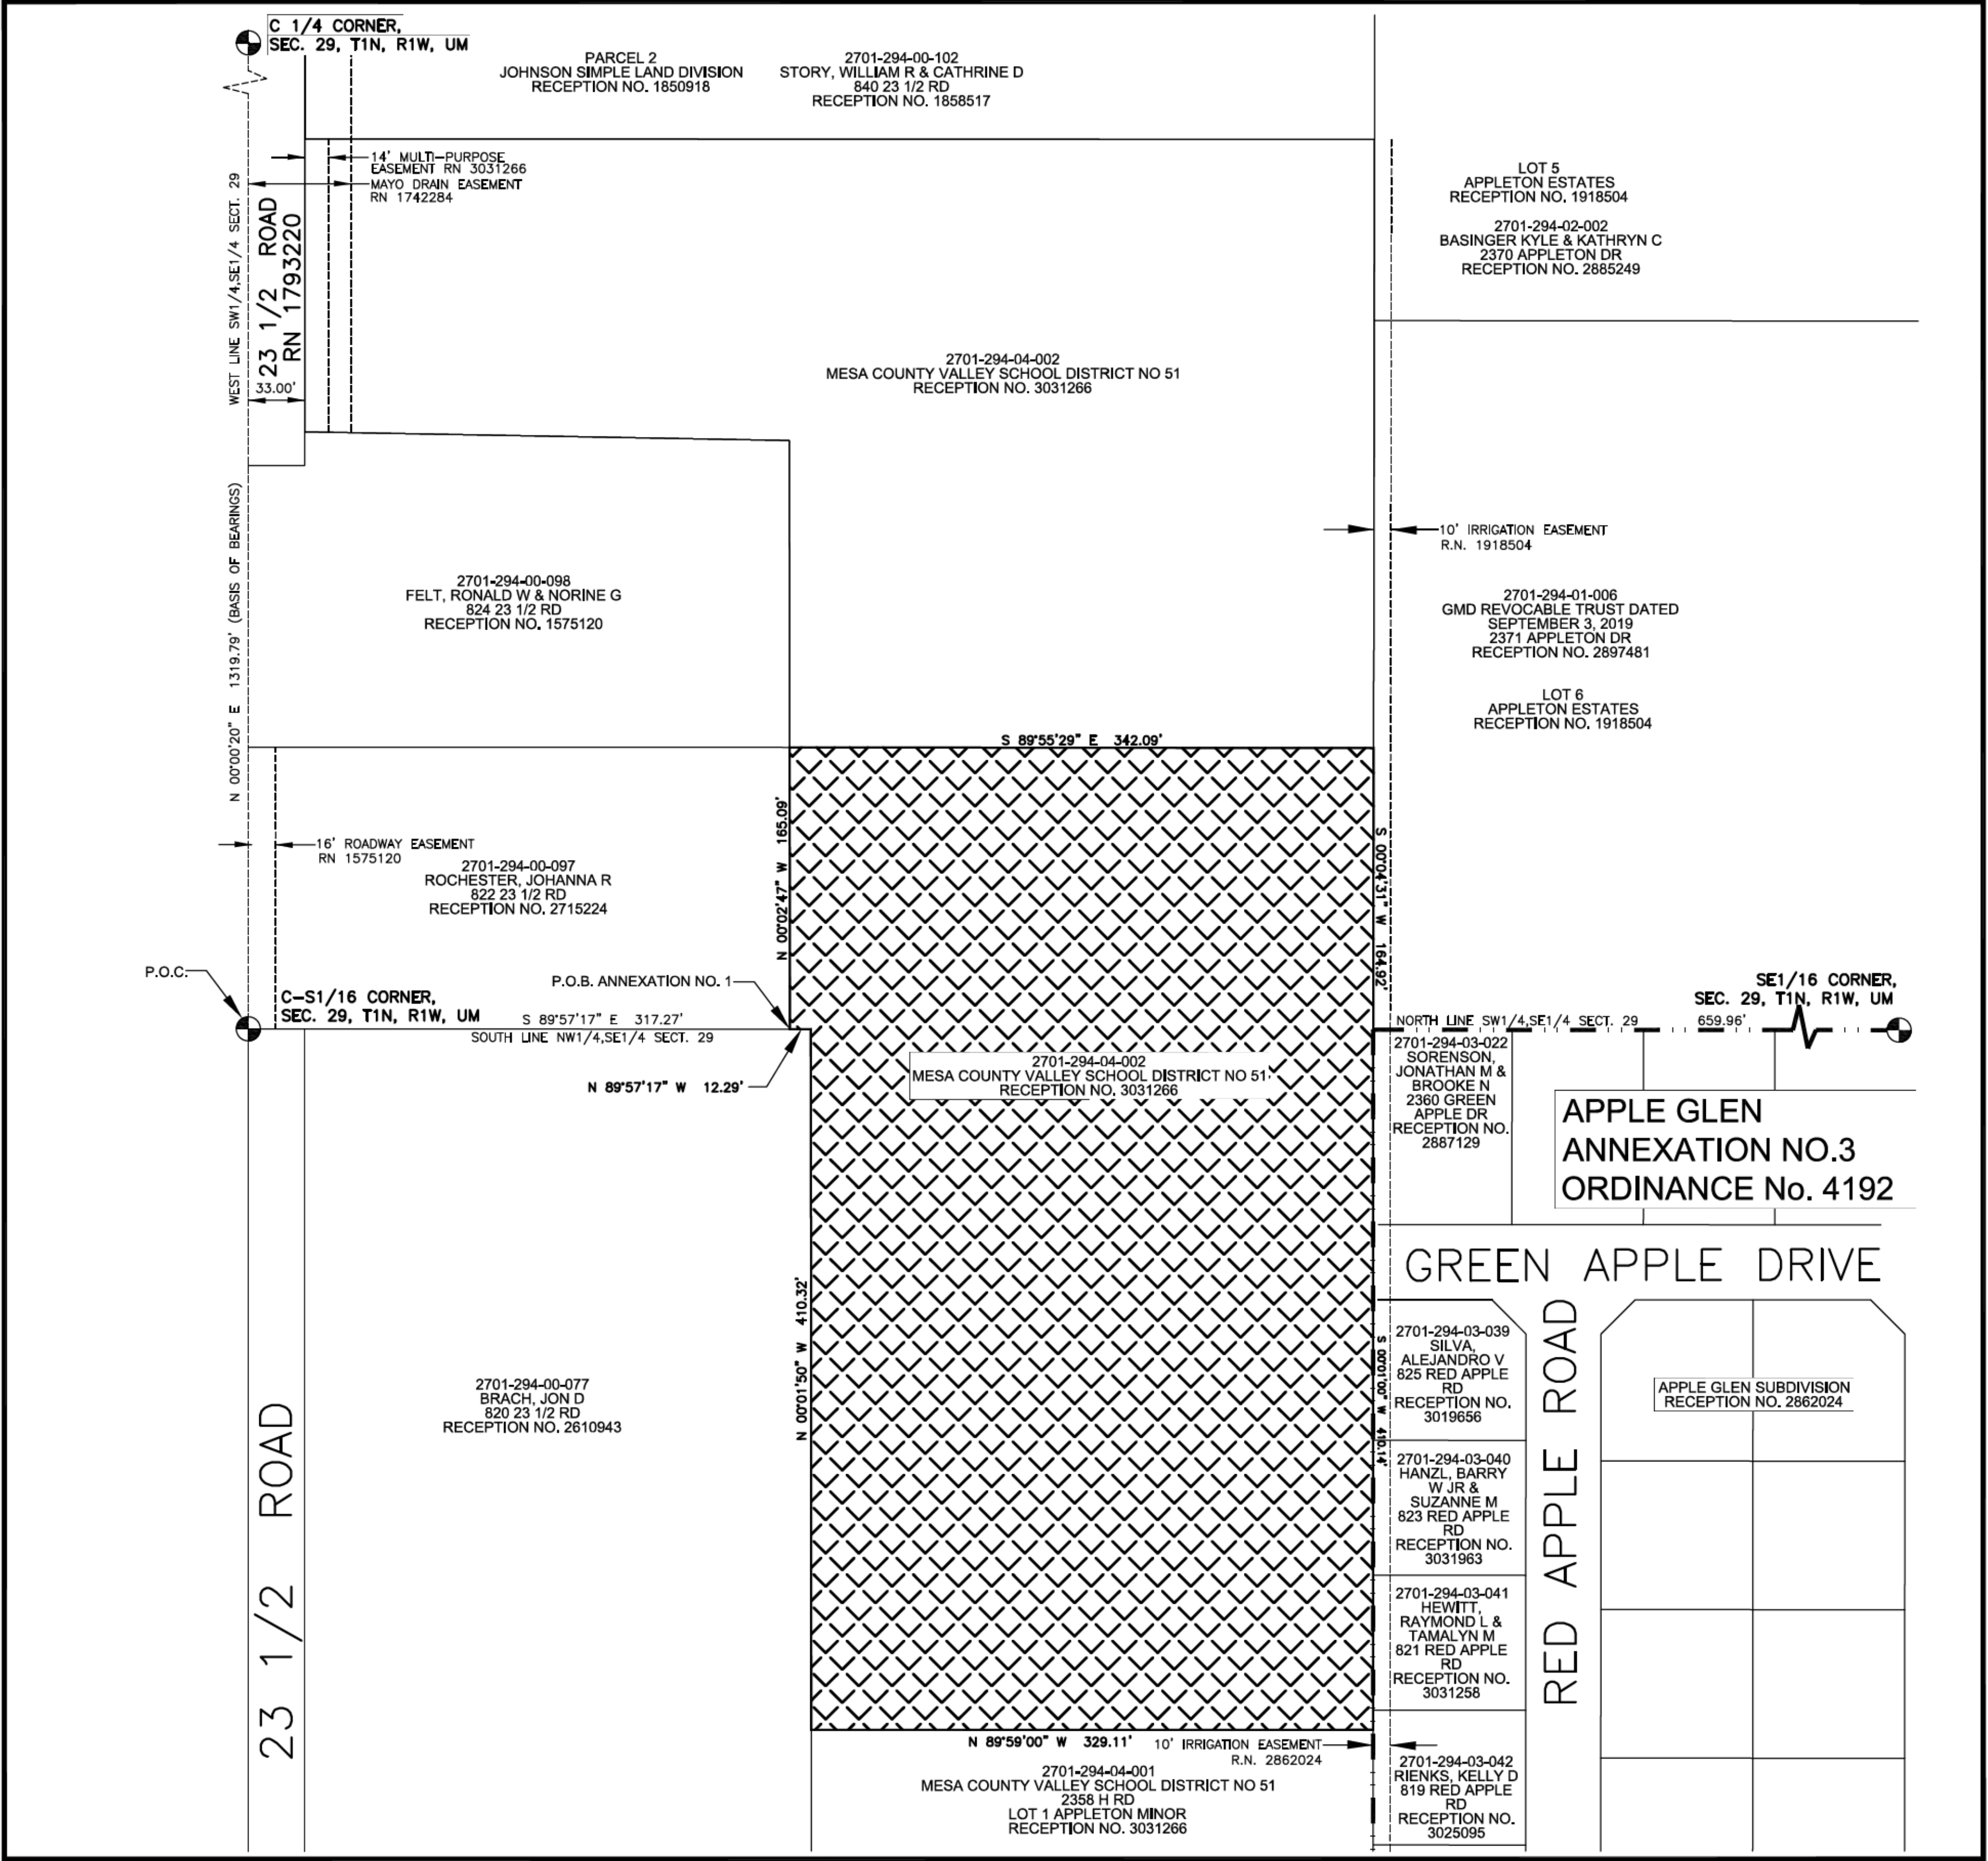 C 1/4 CORNER,
SEC. 29, T1N, R1W, UM
PARCEL 2
JOHNSON SIMPLE LAND DIVISION
RECEPTION NO. 1850918
2701-294-00-102
STORY, WILLIAM R & CATHRINE D
840 23 1/2 RD
RECEPTION NO. 1858517
14' MULTI-PURPOSE
EASEMENT RN 3031266
MAYO DRAIN EASEMENT
RN 1742284
WEST LINE SW1/4,SE1/4 SECT. 29
23 1/2 ROAD
RN 1793220
33.00'
LOT 5
APPLETON ESTATES
RECEPTION NO. 1918504
2701-294-02-002
BASINGER KYLE & KATHRYN C
2370 APPLETON DR
RECEPTION NO. 2885249
2701-294-04-002
MESA COUNTY VALLEY SCHOOL DISTRICT NO 51
RECEPTION NO. 3031266
N 00°00'20" E 1319.79' (BASIS OF BEARINGS)
10' IRRIGATION EASEMENT
R.N. 1918504
2701-294-00-098
FELT, RONALD W & NORINE G
824 23 1/2 RD
RECEPTION NO. 1575120
2701-294-01-006
GMD REVOCABLE TRUST DATED
SEPTEMBER 3, 2019
2371 APPLETON DR
RECEPTION NO. 2897481
LOT 6
APPLETON ESTATES
RECEPTION NO. 1918504
S 89°55'29" E 342.09'
N 00°02'47" W 165.09'
S 00°04'31" W 164.92'
16' ROADWAY EASEMENT
RN 1575120
2701-294-00-097
ROCHESTER, JOHANNA R
822 23 1/2 RD
RECEPTION NO. 2715224
P.O.C.
P.O.B. ANNEXATION NO. 1
C-S1/16 CORNER,
SEC. 29, T1N, R1W, UM
S 89°57'17" E 317.27'
SOUTH LINE NW1/4,SE1/4 SECT. 29
N 89°57'17" W 12.29'
SE1/16 CORNER,
SEC. 29, T1N, R1W, UM
NORTH LINE SW1/4,SE1/4 SECT. 29
659.96'
2701-294-04-002
MESA COUNTY VALLEY SCHOOL DISTRICT NO 51
RECEPTION NO. 3031266
2701-294-03-022
SORENSON,
JONATHAN M &
BROOKE N
2360 GREEN
APPLE DR
RECEPTION NO.
2887129
APPLE GLEN
ANNEXATION NO.3
ORDINANCE No. 4192
GREEN APPLE DRIVE
N 00°01'50" W 410.32'
S 00°01'00" W 410.14'
2701-294-03-039
SILVA,
ALEJANDRO V
825 RED APPLE
RD
RECEPTION NO.
3019656
RED APPLE ROAD
APPLE GLEN SUBDIVISION
RECEPTION NO. 2862024
2701-294-00-077
BRACH, JON D
820 23 1/2 RD
RECEPTION NO. 2610943
23 1/2 ROAD
2701-294-03-040
HANZL, BARRY
W JR &
SUZANNE M
823 RED APPLE
RD
RECEPTION NO.
3031963
2701-294-03-041
HEWITT,
RAYMOND L &
TAMALYN M
821 RED APPLE
RD
RECEPTION NO.
3031258
N 89°59'00" W 329.11'
10' IRRIGATION EASEMENT
R.N. 2862024
2701-294-04-001
MESA COUNTY VALLEY SCHOOL DISTRICT NO 51
2358 H RD
LOT 1 APPLETON MINOR
RECEPTION NO. 3031266
2701-294-03-042
RIENKS, KELLY D
819 RED APPLE
RD
RECEPTION NO.
3025095